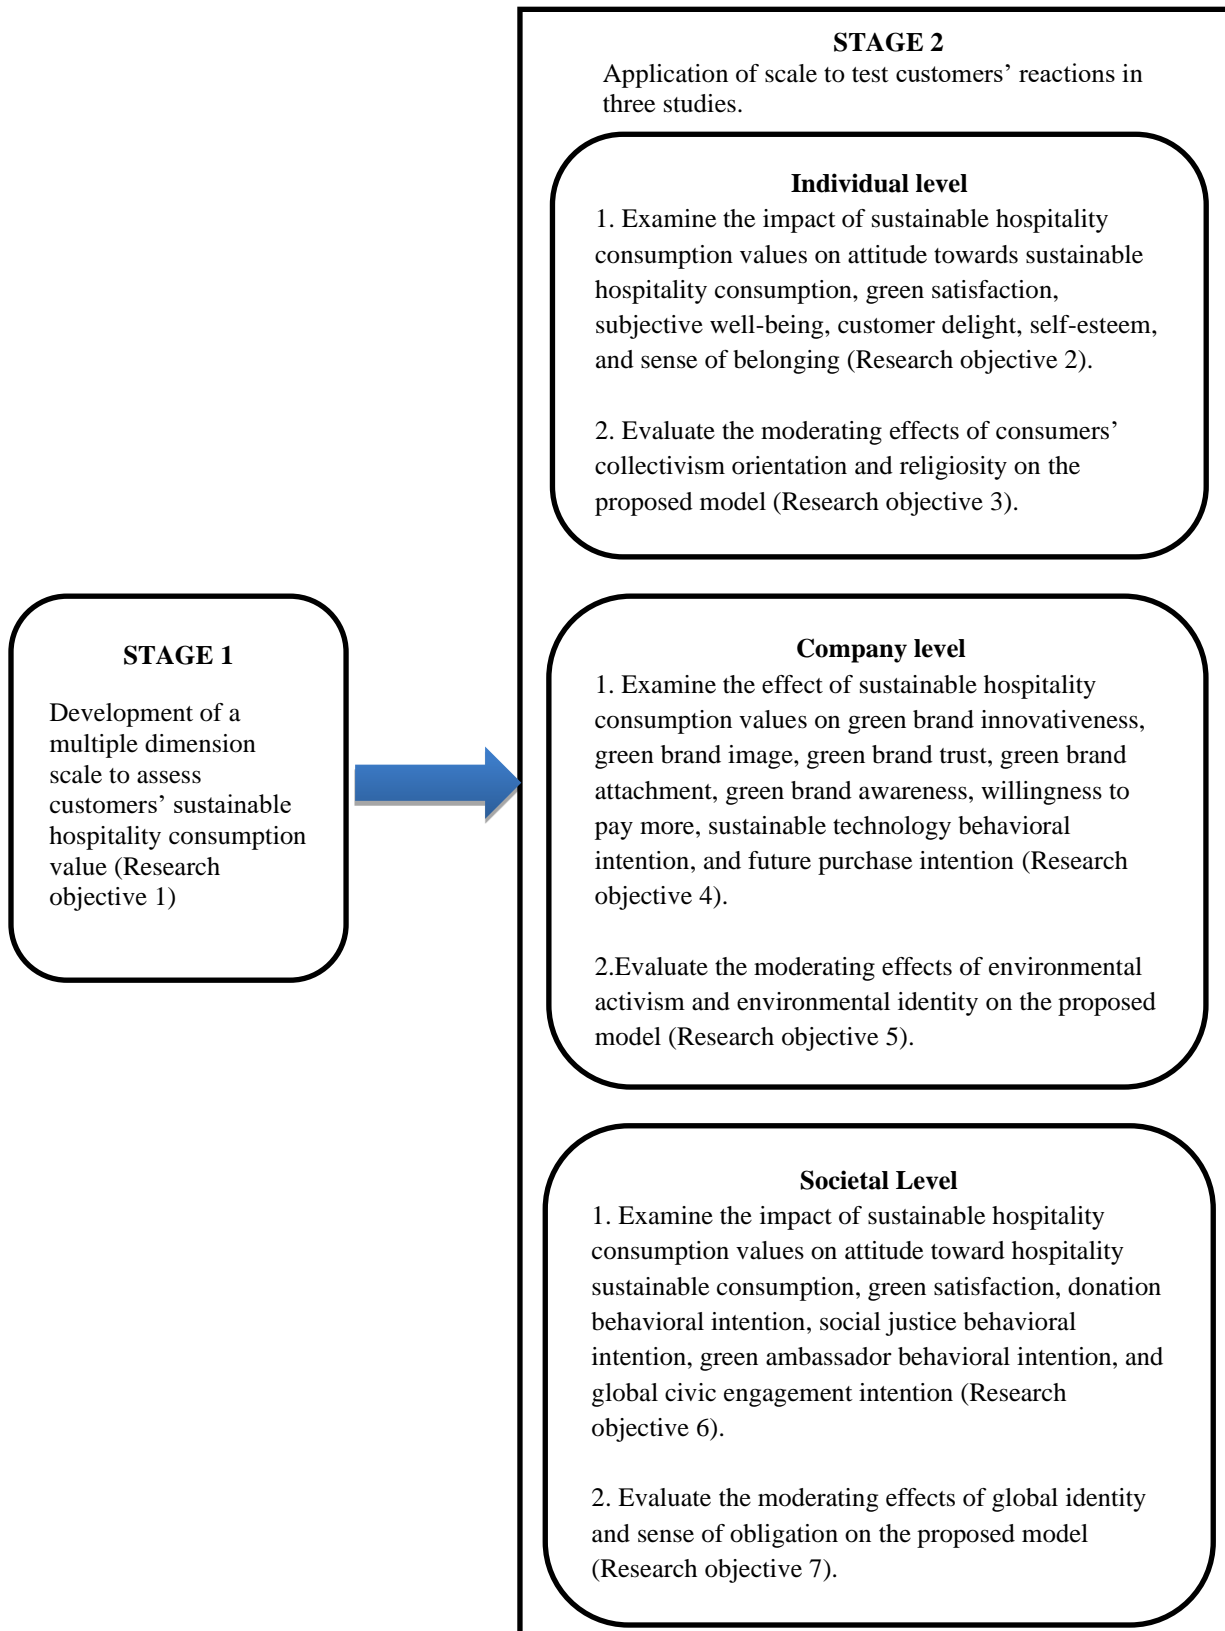 STAGE 1
Development of a
multiple dimension
scale to assess
customers’ sustainable
hospitality consumption
value (Research
objective 1)
STAGE 2
Application of scale to test customers’ reactions in
three studies.
Individual level
1. Examine the impact of sustainable hospitality
consumption values on attitude towards sustainable
hospitality consumption, green satisfaction,
subjective well-being, customer delight, self-esteem,
and sense of belonging (Research objective 2).
2. Evaluate the moderating effects of consumers’
collectivism orientation and religiosity on the
proposed model (Research objective 3).
Company level
1. Examine the effect of sustainable hospitality
consumption values on green brand innovativeness,
green brand image, green brand trust, green brand
attachment, green brand awareness, willingness to
pay more, sustainable technology behavioral
intention, and future purchase intention (Research
objective 4).
2.Evaluate the moderating effects of environmental
activism and environmental identity on the proposed
model (Research objective 5).
Societal Level
1. Examine the impact of sustainable hospitality
consumption values on attitude toward hospitality
sustainable consumption, green satisfaction, donation
behavioral intention, social justice behavioral
intention, green ambassador behavioral intention, and
global civic engagement intention (Research
objective 6).
2. Evaluate the moderating effects of global identity
and sense of obligation on the proposed model
(Research objective 7).